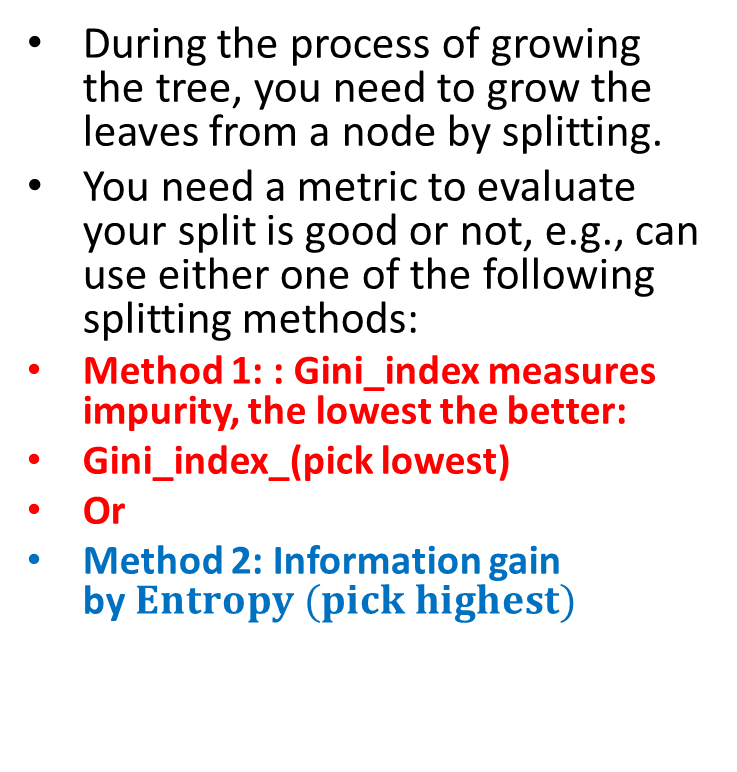 • During the process of growing
the tree, you need to grow the
leaves from a node by splitting.
• You need a metric to evaluate
your split is good or not, e.g., can
use either one of the following
splitting methods:
• Method 1: : Gini_index measures
impurity, the lowest the better:
• Gini_index_(pick lowest)
• Or
• Method 2: Information gain
by Entropy (pick highest)